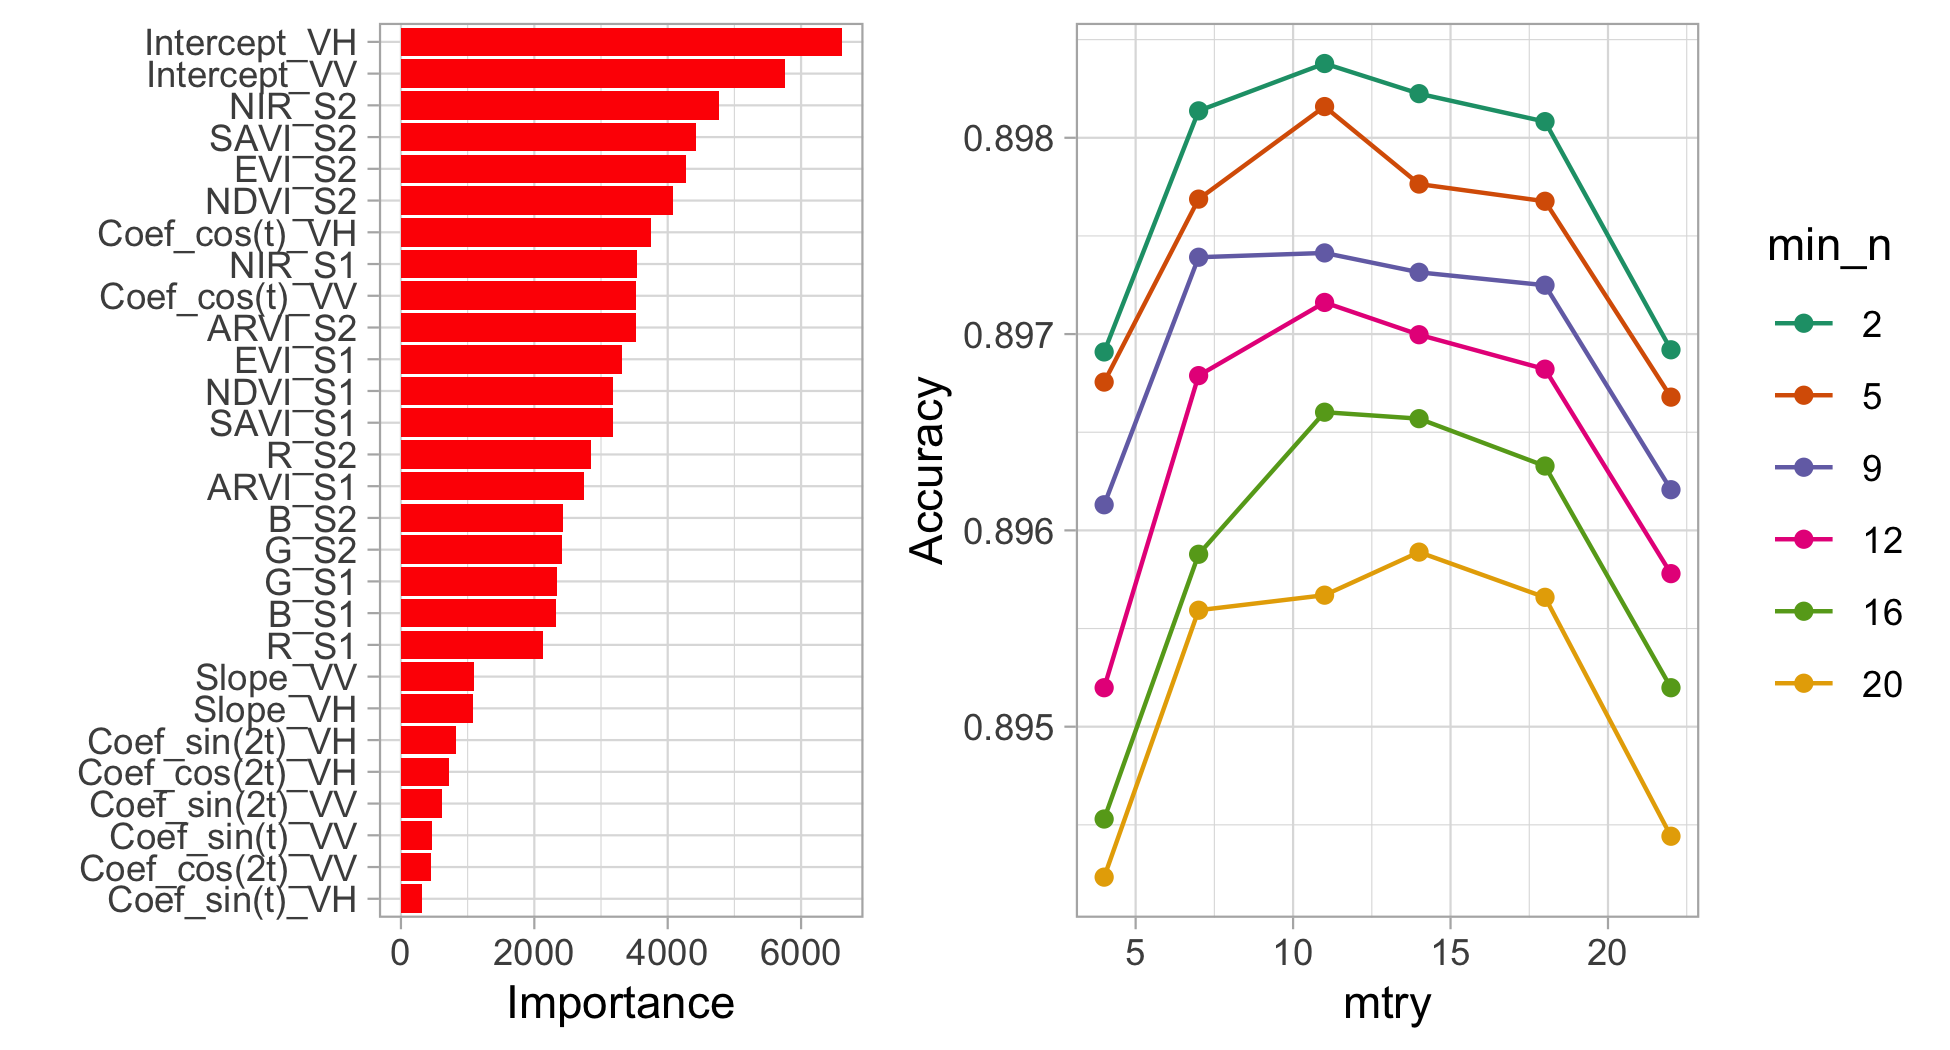 Intercept_VH
Intercept_VV
NIR_S2
SAVI_S2
EVI_S2
NDVI_S2
Coef_cos(t)_VH
NIR_S1
Coef_cos(t)_VV
ARVI_S2
EVI_S1
NDVI_S1
SAVI_S1
R_S2
ARVI_S1
B_S2
G_S2
G_S1
B_S1
R_S1
Slope_VV
Slope_VH
Coef_sin(2t)_VH
Coef_cos(2t)_VH
Coef_sin(2t)_VV
Coef_sin(t)_VV
Coef_cos(2t)_VV
Coef_sin(t)_VH
0 2000 4000 6000
Importance
Accuracy
0.898
0.897
0.896
0.895
5 10 15 20
mtry
min_n
2
5
9
12
16
20